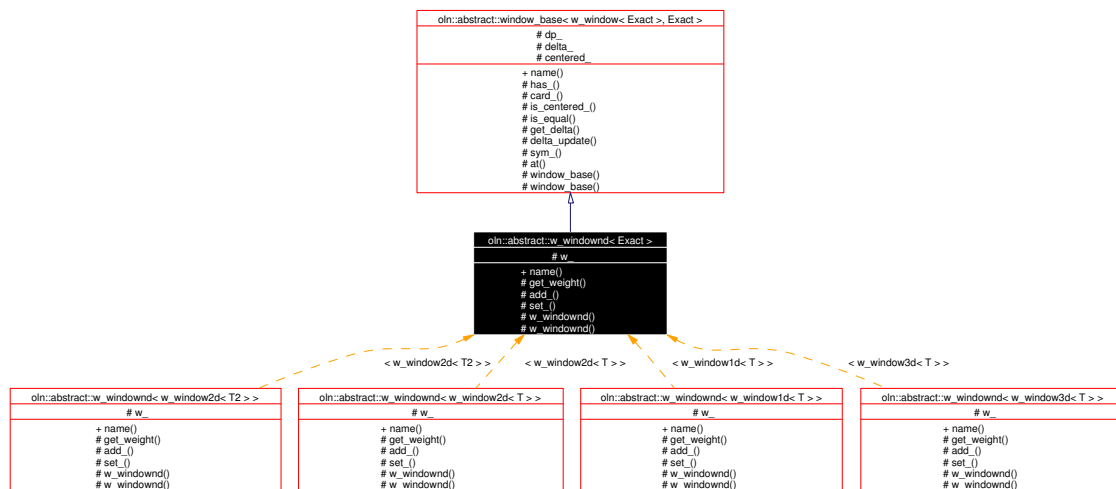 oln::abstract::window_base< w_window< Exact >, Exact >
# dp_
# delta_
# centered_
+ name()
# has_()
# card_()
# is_centered_()
# is_equal()
# get_delta()
# delta_update()
# sym_()
# at()
# window_base()
# window_base()
oln::abstract::w_windownd< Exact >
# w_
+ name()
# get_weight()
# add_()
# set_()
# w_windownd()
# w_windownd()
< w_window2d< T2 > >
< w_window2d< T > >
< w_window1d< T > >
< w_window3d< T > >
oln::abstract::w_windownd< w_window2d< T2 > >
# w_
+ name()
# get_weight()
# add_()
# set_()
# w_windownd()
# w_windownd()
oln::abstract::w_windownd< w_window2d< T > >
# w_
+ name()
# get_weight()
# add_()
# set_()
# w_windownd()
# w_windownd()
oln::abstract::w_windownd< w_window1d< T > >
# w_
+ name()
# get_weight()
# add_()
# set_()
# w_windownd()
# w_windownd()
oln::abstract::w_windownd< w_window3d< T > >
# w_
+ name()
# get_weight()
# add_()
# set_()
# w_windownd()
# w_windownd()